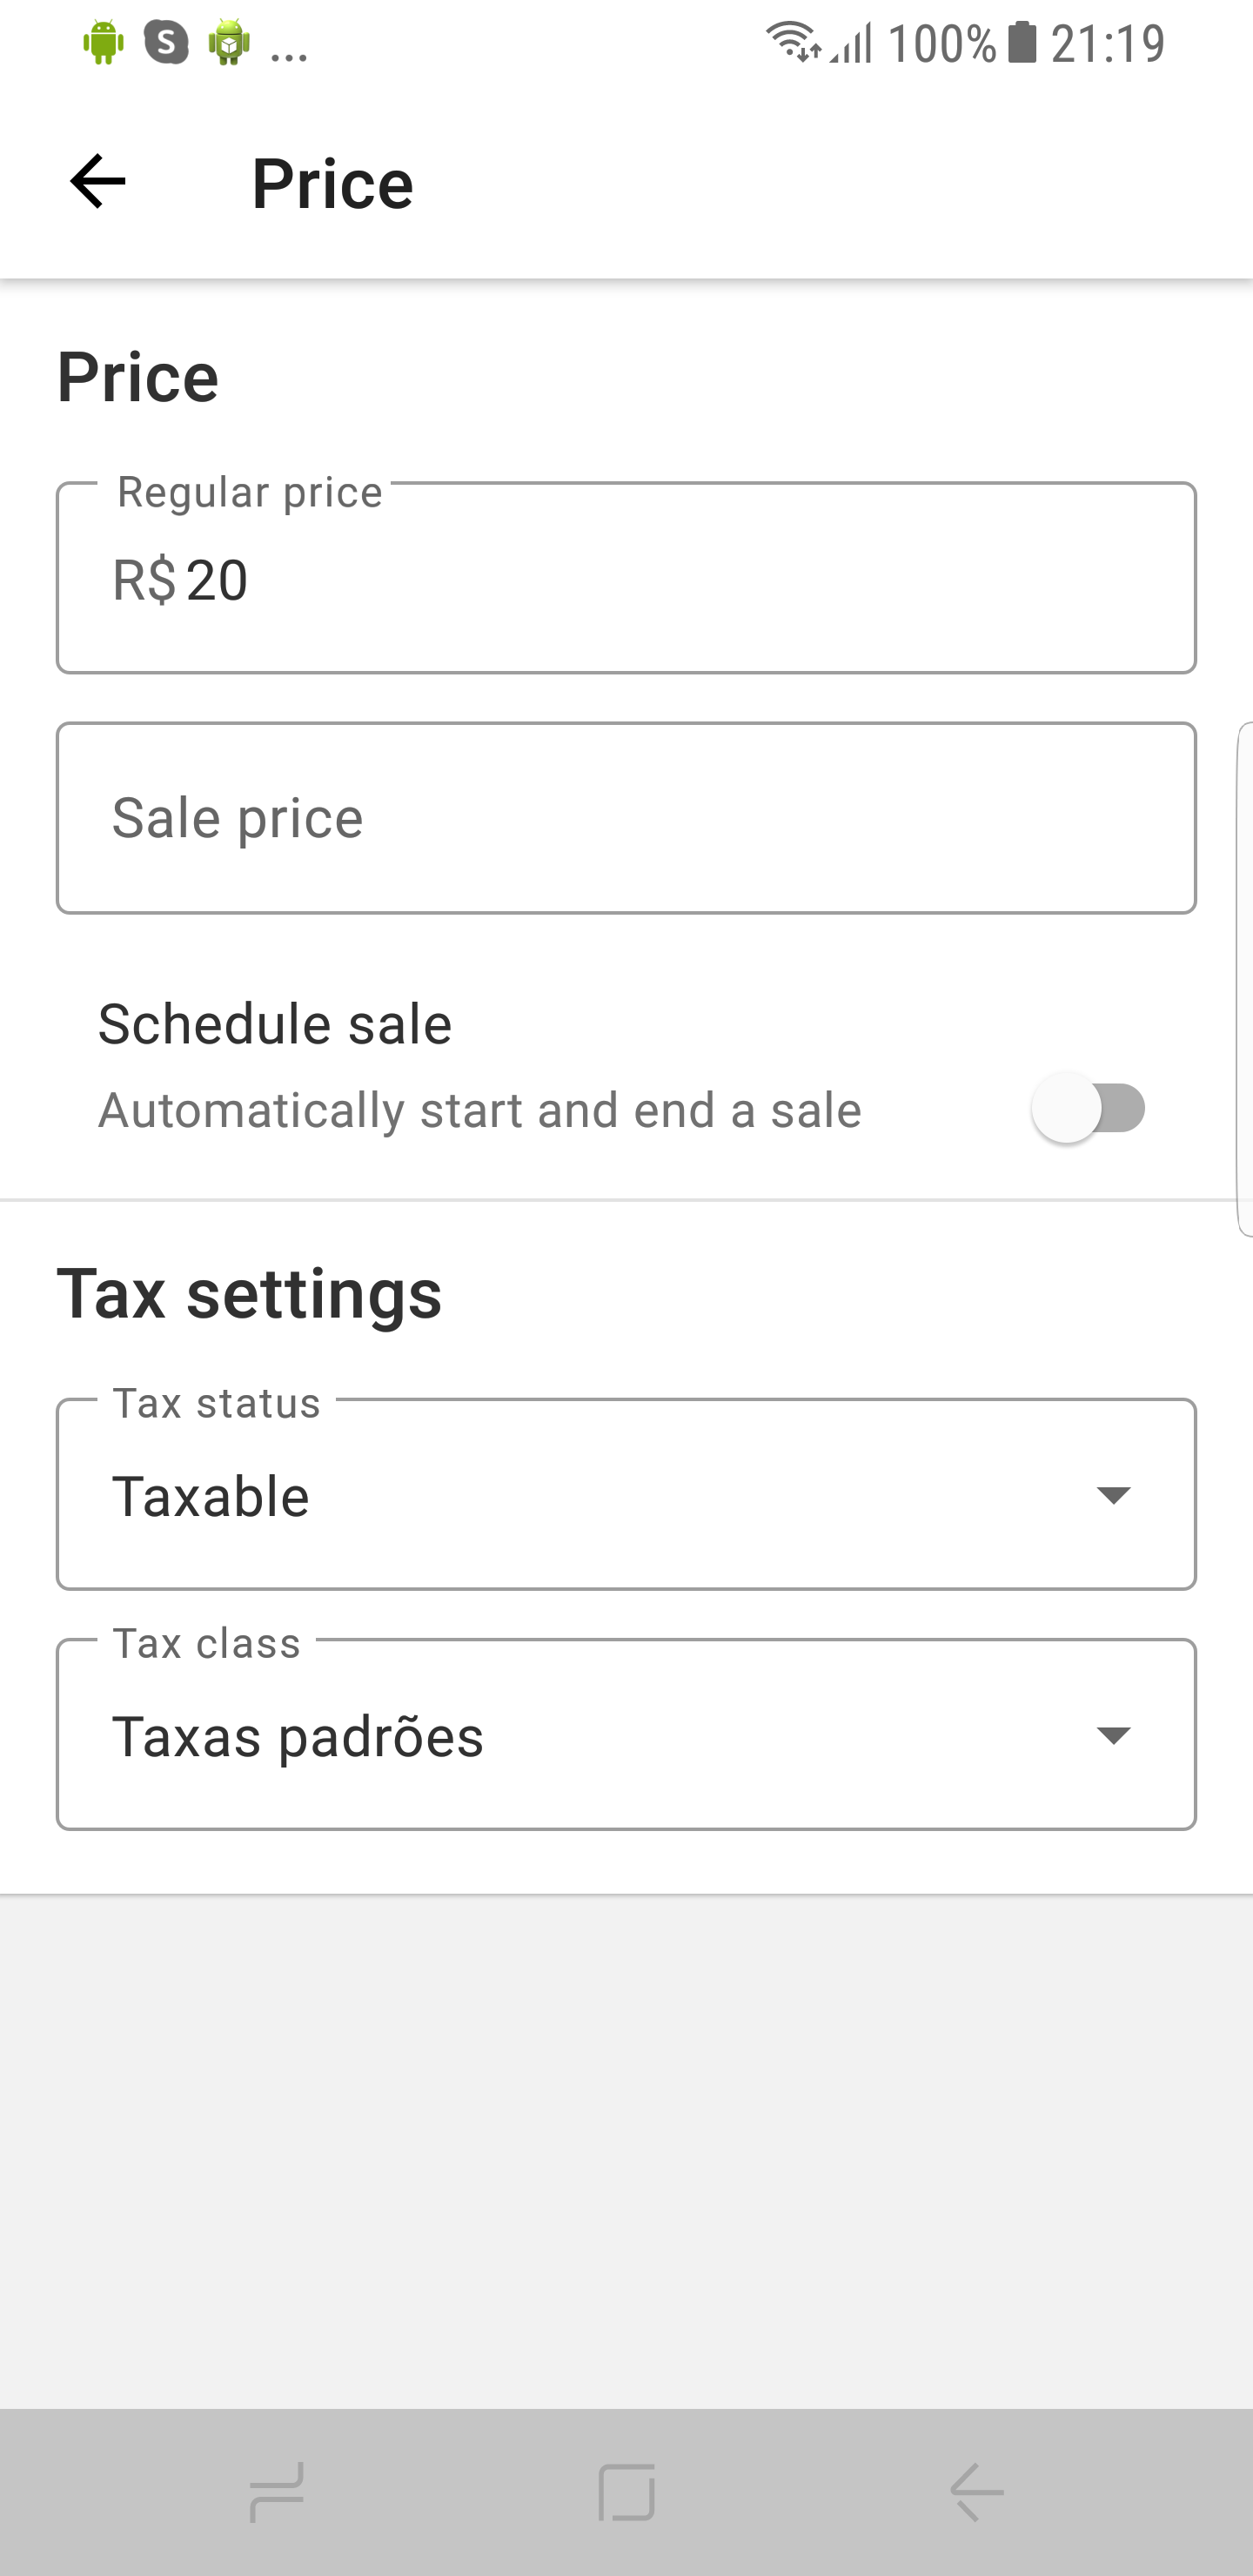 ... 100% 21:19
Price
Price
Regular price
R$ 20
Sale price
Schedule sale
Automatically start and end a sale
Tax settings
Tax status
Taxable
Tax class
Taxas padrões